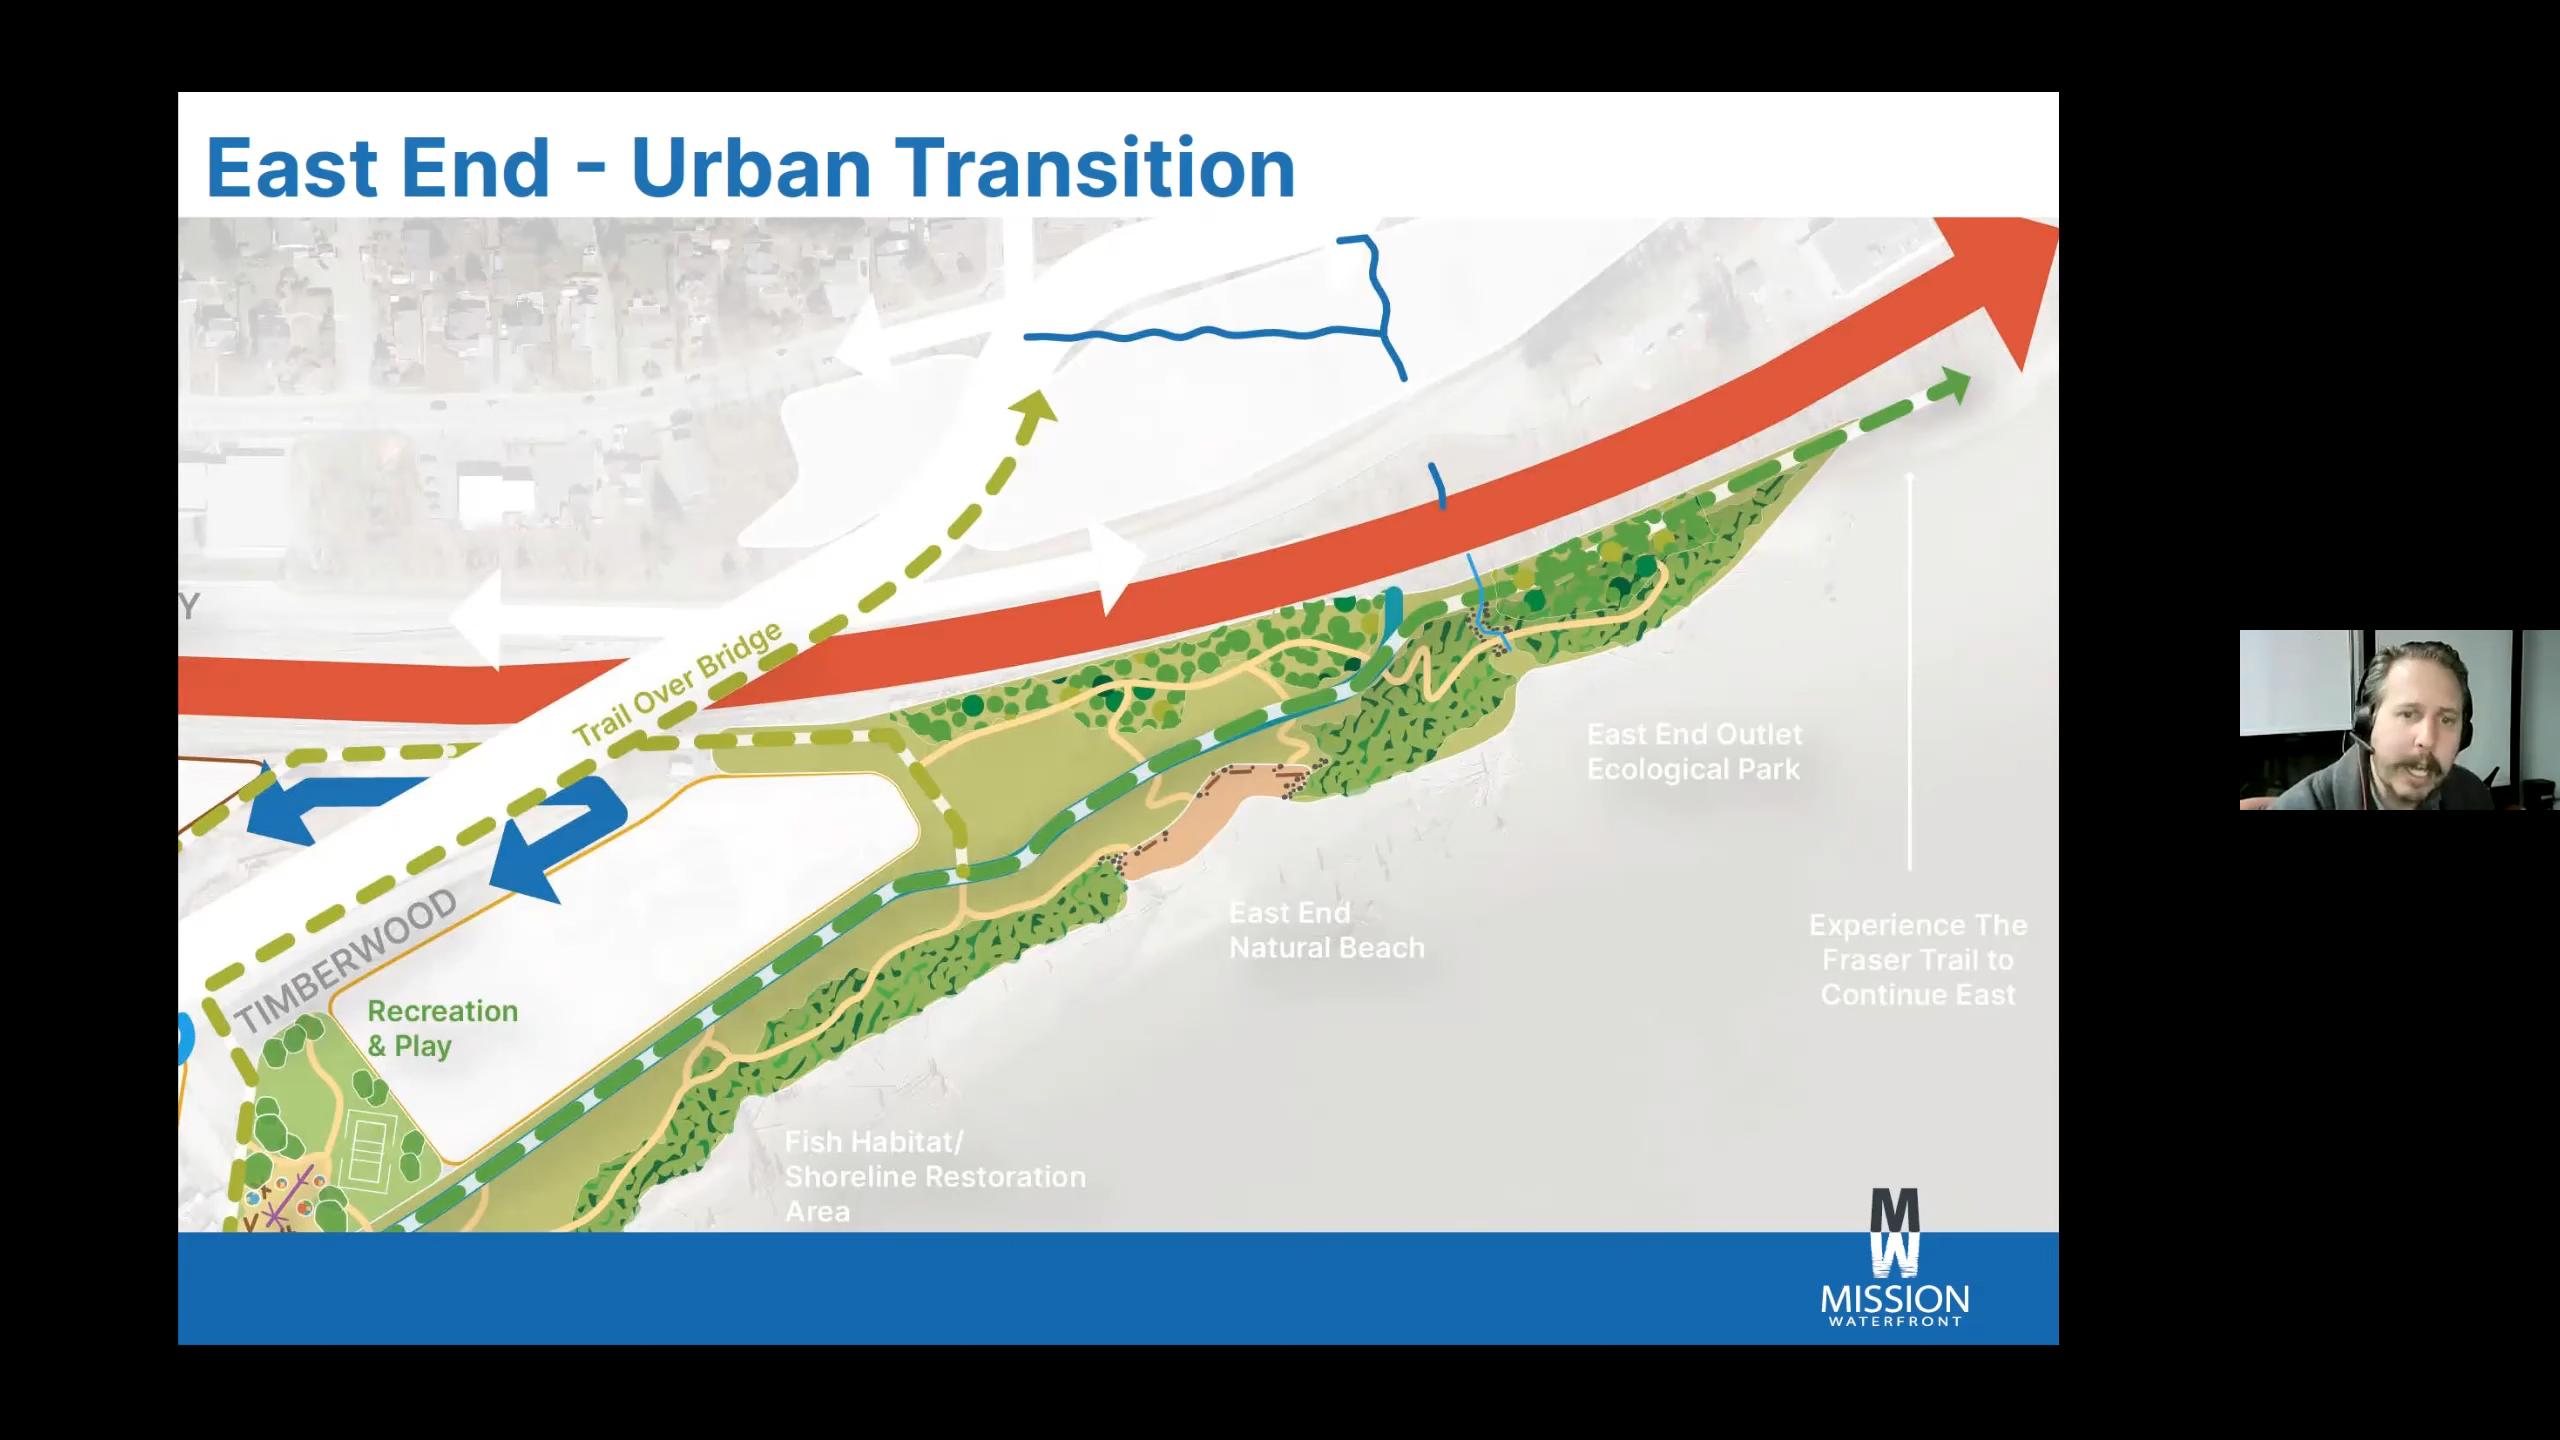 East End - Urban Transition
Y
Trail Over Bridge
TIMBERWOOD
Recreation
& Play
East End Outlet
Ecological Park
East End
Natural Beach
Experience The
Fraser Trail to
Continue East
Fish Habitat/
Shoreline Restoration
Area
M
W
MISSION
WATERFRONT